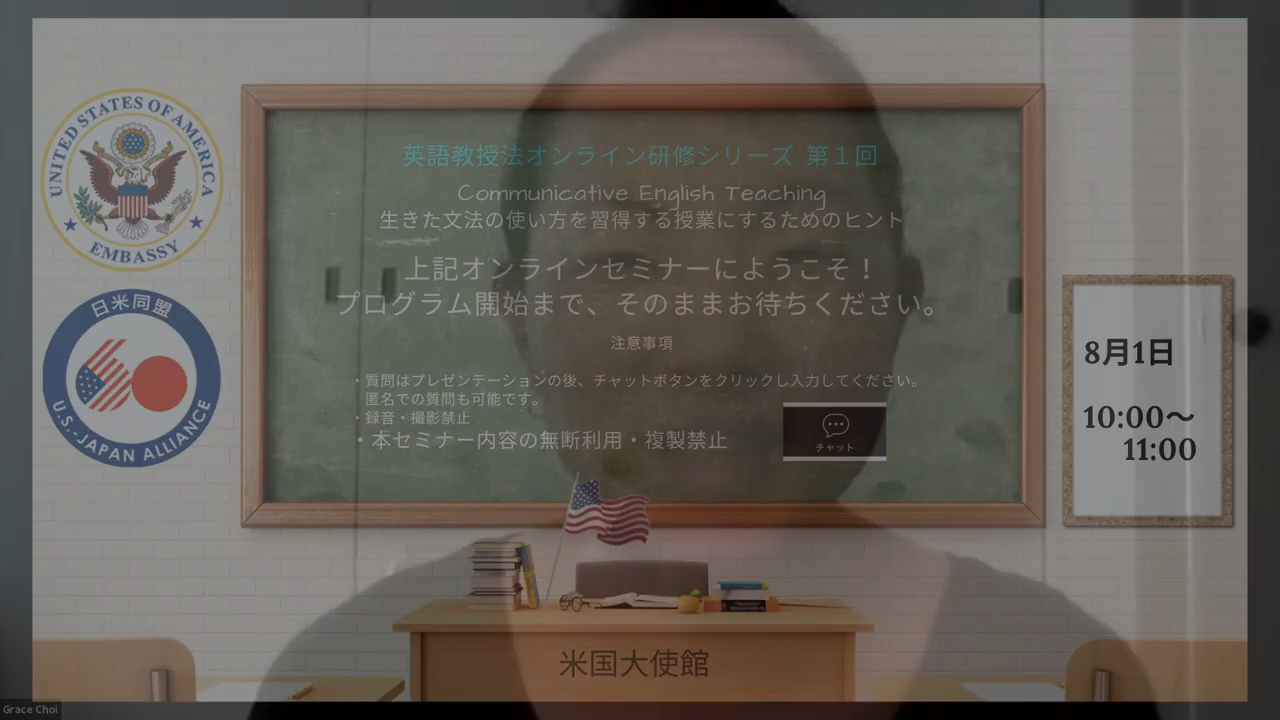 UNITED STATES OF AMERICA
EMBASSY
日米同盟
U.S.-JAPAN ALLIANCE
英語教授法オンライン研修シリーズ 第1回
Communicative English Teaching
生きた文法の使い方を習得する授業にするためのヒント
上記オンラインセミナーにようこそ！
プログラム開始まで、そのままお待ちください。
注意事項
・質問はプレゼンテーションの後、チャットボタンをクリックし入力してください。
匿名での質問も可能です。
・録音・撮影禁止
・本セミナー内容の無断利用・複製禁止
チャット
8月1日
10:00～
11:00
米国大使館
Grace Choi